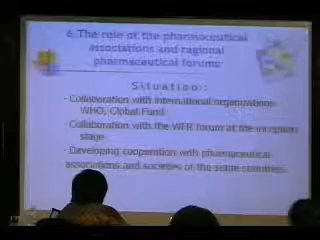 6. The role of the pharmaceutical
associations and regional
pharmaceutical forums
Situation:
- Collaboration with international organizations
WHO, Global Fund
- Collaboration with the WFR forum at the inception
stage
- Developing cooperation with pharmaceutical
associations and societies of the some countries